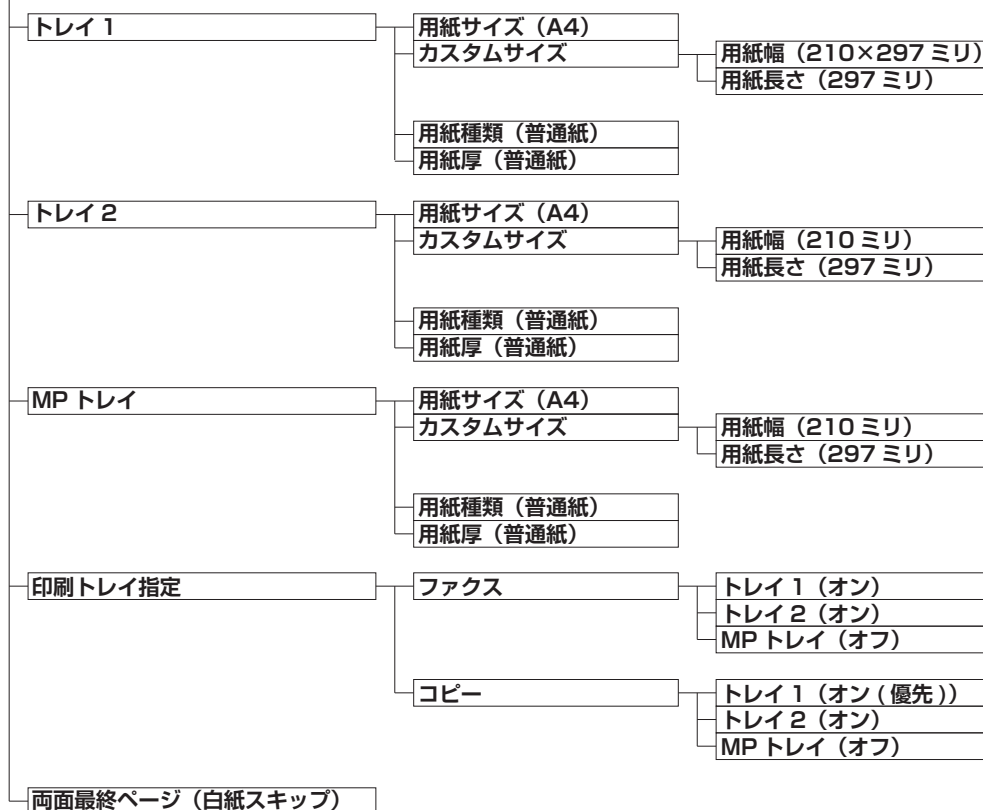 トレイ 1
用紙サイズ（A4）
カスタムサイズ
用紙幅（210×297 ミリ）
用紙長さ（297 ミリ）
用紙種類（普通紙）
用紙厚（普通紙）
トレイ 2
用紙サイズ（A4）
カスタムサイズ
用紙幅（210 ミリ）
用紙長さ（297 ミリ）
用紙種類（普通紙）
用紙厚（普通紙）
MP トレイ
用紙サイズ（A4）
カスタムサイズ
用紙幅（210 ミリ）
用紙長さ（297 ミリ）
用紙種類（普通紙）
用紙厚（普通紙）
印刷トレイ指定
ファクス
トレイ 1（オン）
トレイ 2（オン）
MP トレイ（オフ）
コピー
トレイ 1（オン ( 優先 )）
トレイ 2（オン）
MP トレイ（オフ）
両面最終ページ（白紙スキップ）